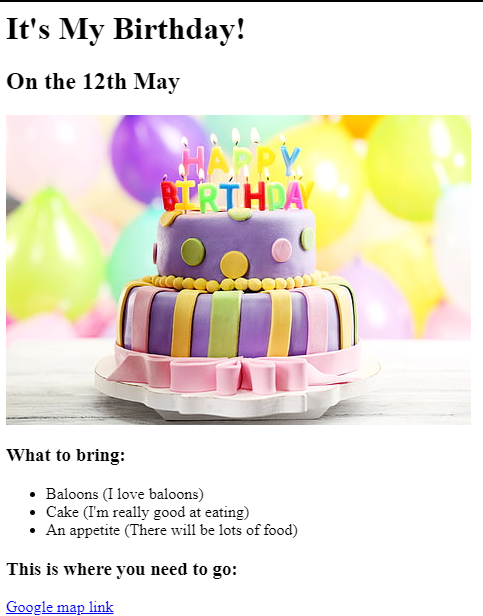 It's My Birthday!
On the 12th May
HAPPY
BIRTHDAY
What to bring:
Baloons (I love baloons)
Cake (I'm really good at eating)
An appetite (There will be lots of food)
This is where you need to go:
Google map link